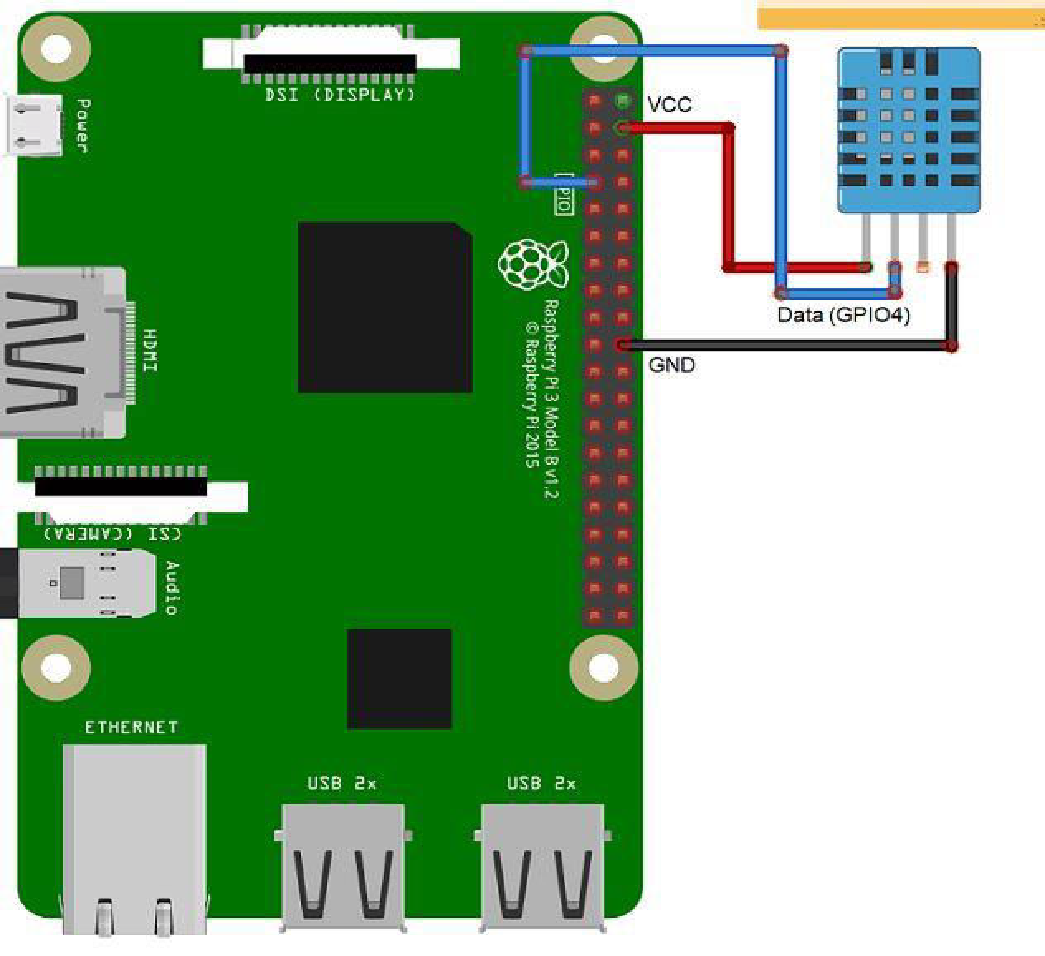 DSI (DISPLAY)
Power
VCC
GPIO
HDMI
Raspberry Pi 3 Model B v1.2
© Raspberry Pi 2015
Data (GPIO4)
GND
CSI (CAMERA)
Audio
ETHERNET
USB 2x
USB 2x